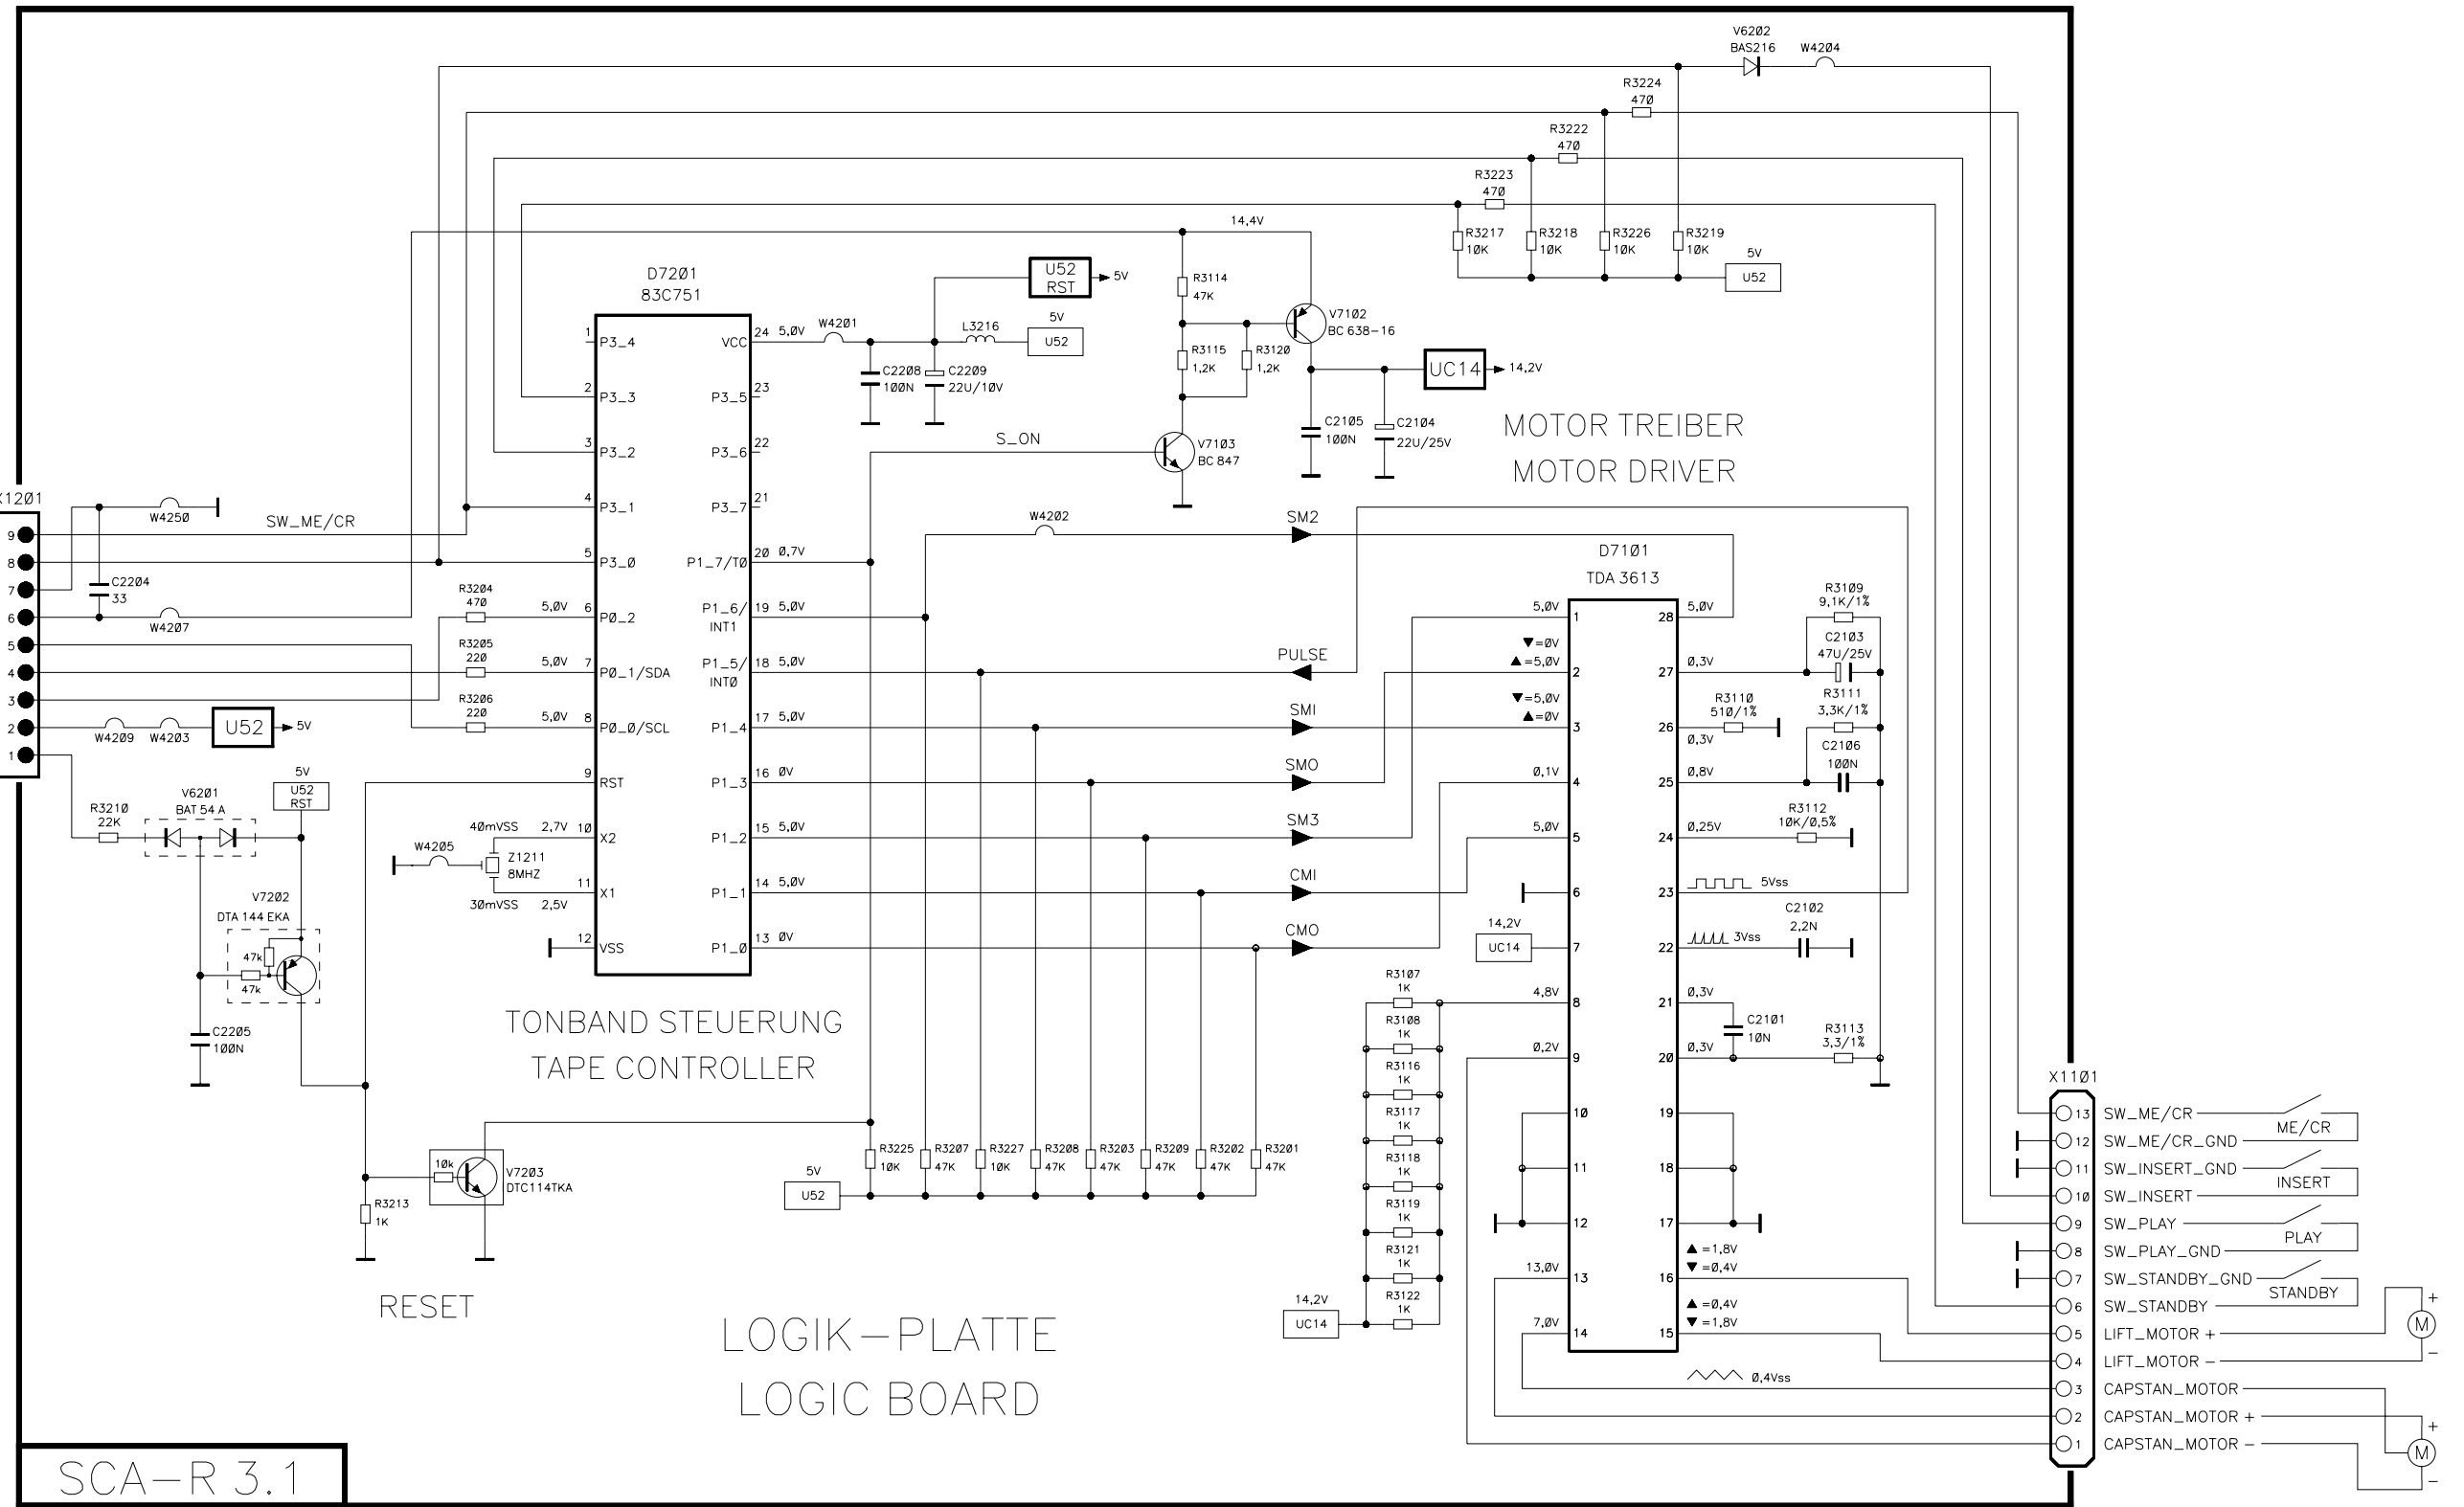 V6202
BAS216
W4204
R3224
470
R3222
470
R3223
470
14,4V
R3217
10K
R3218
10K
R3226
10K
R3219
10K
5V
U52
D7201
83C751
U52
RST
5V
R3114
47K
V7102
BC 638-16
1
P3_4
VCC
24
5,0V
W4201
L3216
5V
U52
C2208
100N
C2209
22U/10V
R3115
1,2K
R3120
1,2K
UC14
14,2V
2
P3_3
P3_5
23
C2105
100N
C2104
22U/25V
MOTOR TREIBER
MOTOR DRIVER
3
P3_2
P3_6
22
S_ON
V7103
BC 847
X1201
W4250
SW_ME/CR
4
P3_1
P3_7
21
W4202
SM2
9
8
7
6
5
4
3
2
1
C2204
33
W4207
5
P3_0
P1_7/T0
20
0,7V
R3204
470
5,0V
6
P0_2
P1_6/
INT1
19
5,0V
R3205
220
5,0V
7
P0_1/SDA
P1_5/
INT0
18
5,0V
PULSE
R3206
220
5,0V
8
P0_0/SCL
P1_4
17
5,0V
SMI
W4209
W4203
U52
5V
9
RST
P1_3
16
0V
SMO
R3210
22K
V6201
BAT 54 A
5V
U52
RST
40mVSS
2,7V
10
X2
P1_2
15
5,0V
SM3
W4205
Z1211
8MHZ
30mVSS
2,5V
11
X1
P1_1
14
5,0V
CMI
12
VSS
P1_0
13
0V
CMO
V7202
DTA 144 EKA
47k
47k
C2205
100N
TONBAND STEUERUNG
TAPE CONTROLLER
D7101
TDA 3613
5,0V
1
28
5,0V
▼=0V
▲=5,0V
2
27
0,3V
▼=5,0V
▲=0V
3
26
0,3V
0,1V
4
25
0,8V
5,0V
5
24
0,25V
6
23
5Vss
14,2V
UC14
7
22
3Vss
4,8V
8
21
0,3V
0,2V
9
20
0,3V
10
19
11
18
12
17
13,0V
13
16
▲=1,8V
▼=0,4V
7,0V
14
15
▲=0,4V
▼=1,8V
0,4Vss
R3109
9,1K/1%
C2103
47U/25V
R3110
510/1%
R3111
3,3K/1%
C2106
100N
R3112
10K/0,5%
C2102
2,2N
C2101
10N
R3113
3,3/1%
R3107
1K
R3108
1K
R3116
1K
R3117
1K
R3118
1K
R3119
1K
R3121
1K
R3122
1K
14,2V
UC14
5V
U52
R3225
10K
R3207
47K
R3227
10K
R3208
47K
R3203
47K
R3209
47K
R3202
47K
R3201
47K
10k
V7203
DTC114TKA
R3213
1K
RESET
LOGIK-PLATTE
LOGIC BOARD
X1101
13 SW_ME/CR
ME/CR
12 SW_ME/CR_GND
11 SW_INSERT_GND
INSERT
10 SW_INSERT
9 SW_PLAY
PLAY
8 SW_PLAY_GND
7 SW_STANDBY_GND
STANDBY
6 SW_STANDBY
5 LIFT_MOTOR +
4 LIFT_MOTOR -
3 CAPSTAN_MOTOR
2 CAPSTAN_MOTOR +
1 CAPSTAN_MOTOR -
+
M
-
+
M
-
SCA-R 3.1